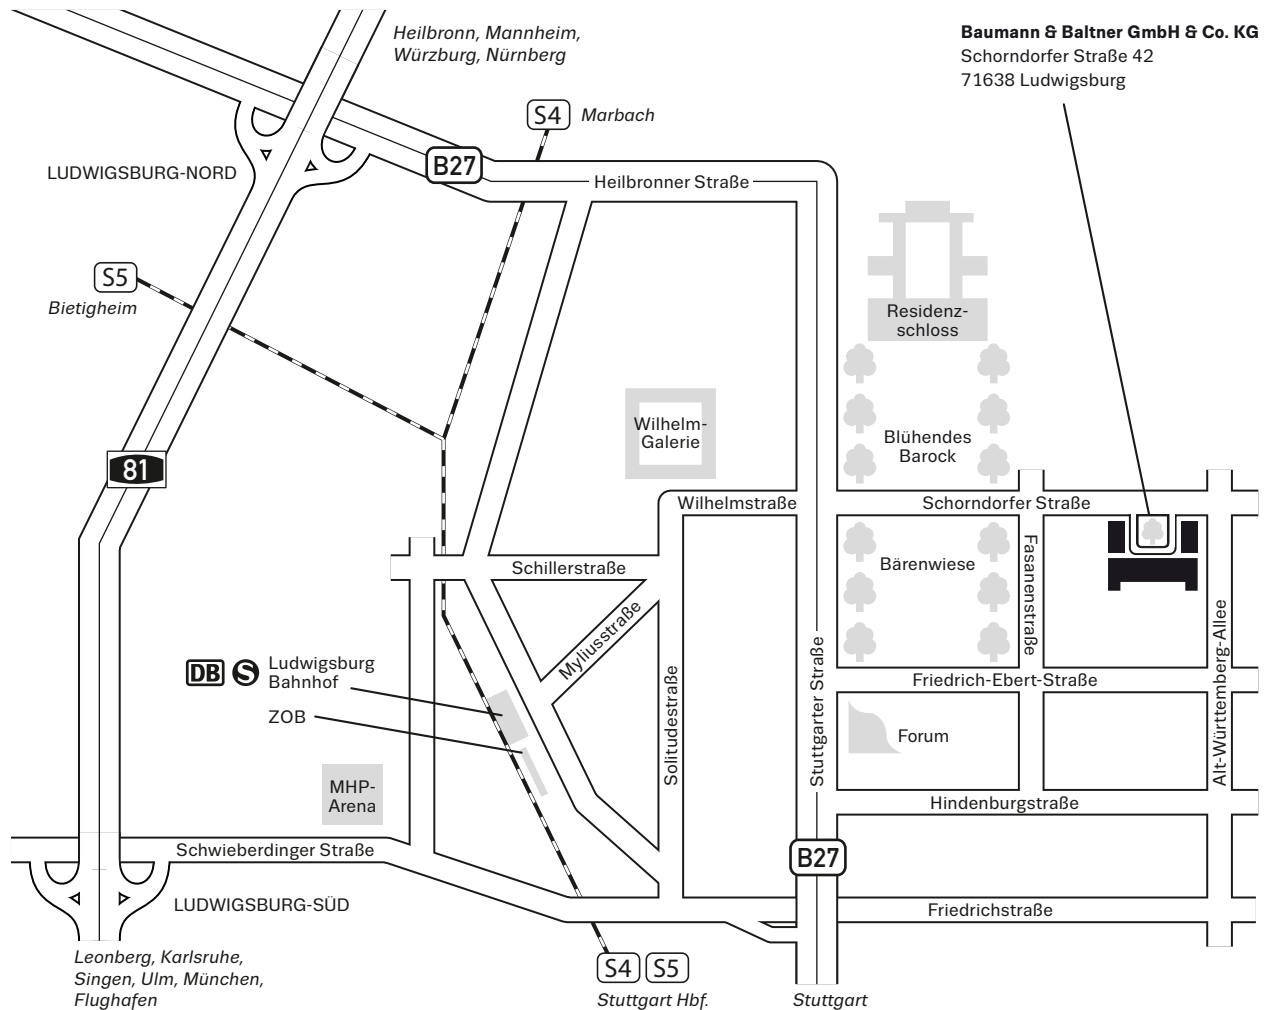 Heilbronn, Mannheim,
Würzburg, Nürnberg
Baumann & Baltner GmbH & Co. KG
Schorndorfer Straße 42
71638 Ludwigsburg
S4
Marbach
LUDWIGSBURG-NORD
B27
Heilbronner Straße
S5
Bietigheim
Residenz-
schloss
Wilhelm-
Galerie
Blühendes
Barock
81
Wilhelmstraße
Schorndorfer Straße
Schillerstraße
Bärenwiese
Fasanenstraße
Myliusstraße
DB
S
Ludwigsburg
Bahnhof
ZOB
Solitudestraße
Stuttgarter Straße
Friedrich-Ebert-Straße
Alt-Württemberg-Allee
Forum
MHP-
Arena
Hindenburgstraße
Schwieberdinger Straße
B27
LUDWIGSBURG-SÜD
Friedrichstraße
Leonberg, Karlsruhe,
Singen, Ulm, München,
Flughafen
S4
S5
Stuttgart Hbf.
Stuttgart